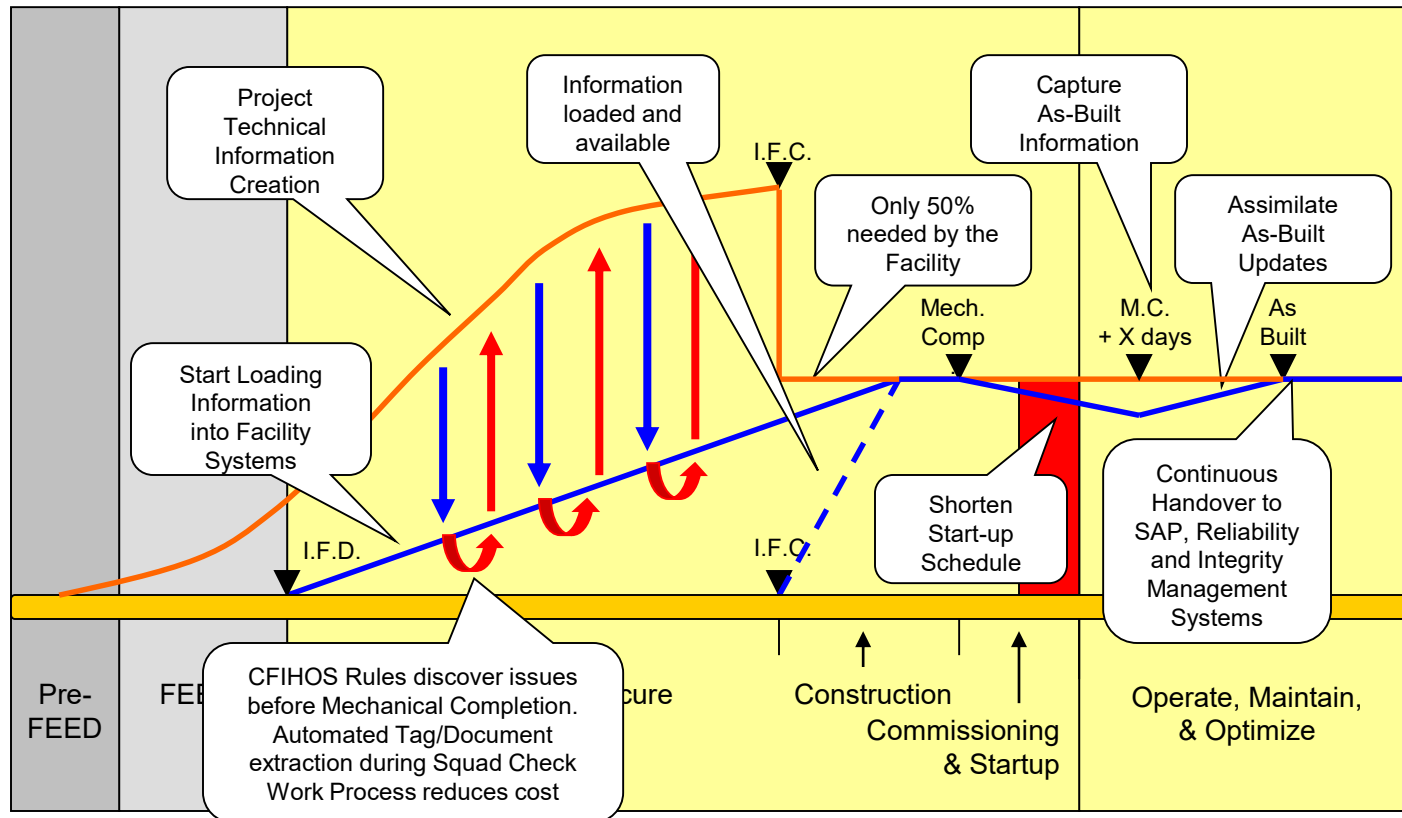 Project
Technical
Information
Creation
Information
loaded and
available
I.F.C.
Capture
As-Built
Information
Only 50%
needed by the
Facility
Assimilate
As-Built
Updates
Mech.
Comp
M.C.
+ X days
As
Built
Start Loading
Information
into Facility
Systems
I.F.D.
I.F.C.
Shorten
Start-up
Schedule
Continuous
Handover to
SAP, Reliability
and Integrity
Management
Systems
CFIHOS Rules discover issues
before Mechanical Completion.
Automated Tag/Document
extraction during Squad Check
Work Process reduces cost
Pre-
FEED
Construction
Commissioning
& Startup
Operate, Maintain,
& Optimize